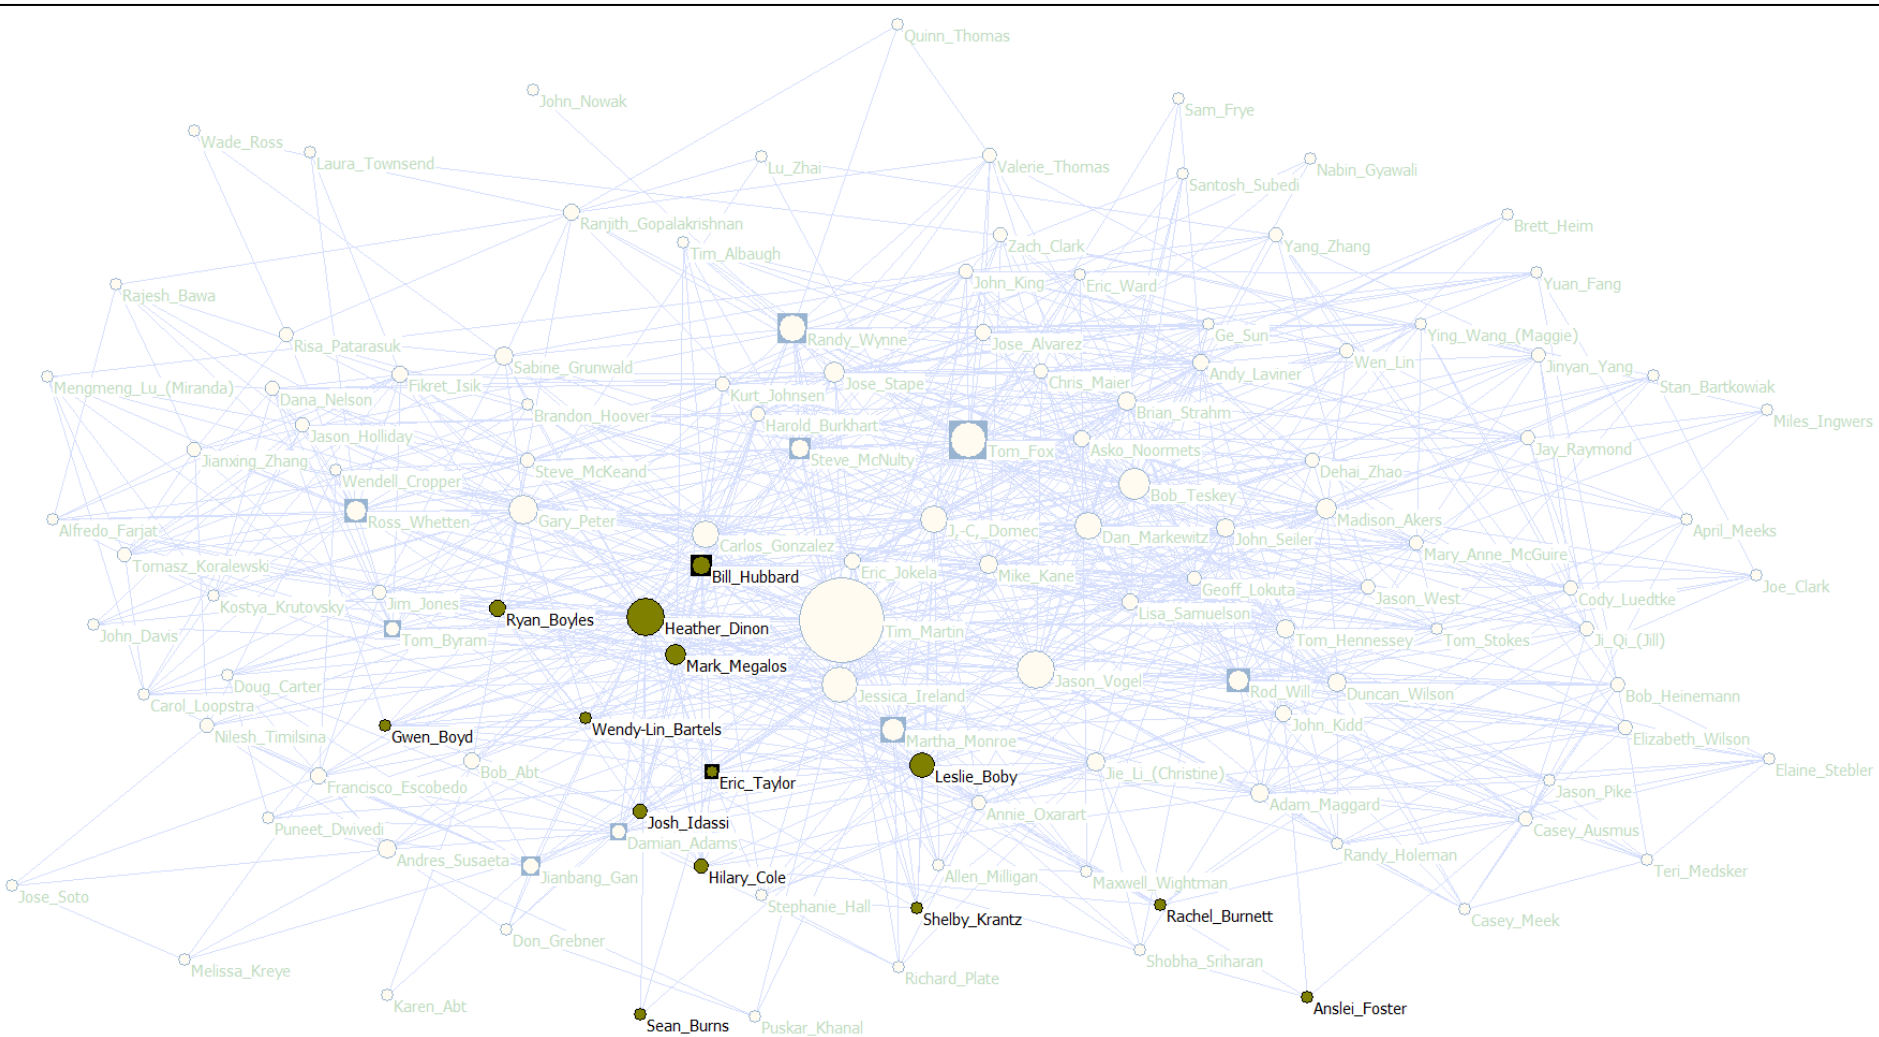 Quinn_Thomas
John_Nowak
Sam_Frye
Wade_Ross
Laura_Townsend
Lu_Zhai
Valerie_Thomas
Nabin_Gyawali
Santosh_Subedi
Ranjith_Gopalakrishnan
Brett_Heim
Tim_Albaugh
Zach_Clark
Yang_Zhang
Rajesh_Bawa
John_King
Eric_Ward
Yuan_Fang
Risa_Patarasuk
Randy_Wynne
Jose_Alvarez
Ge_Sun
Ying_Wang_(Maggie)
Sabine_Grunwald
Wen_Lin
Jinyan_Yang
Mengmeng_Lu_(Miranda)
Fikret_Isik
Jose_Stape
Chris_Maier
Andy_Laviner
Stan_Bartkowiak
Dana_Nelson
Kurt_Johnsen
Brandon_Hoover
Brian_Strahm
Miles_Ingwers
Jason_Holliday
Harold_Burkhart
Jianxing_Zhang
Steve_McNulty
Tom_Fox
Asko_Noormets
Jay_Raymond
Wendell_Cropper
Steve_McKeand
Dehai_Zhao
Bob_Teskey
Alfredo_Farjat
Ross_Whetten
Gary_Peter
Madison_Akers
April_Meeks
Carlos_Gonzalez
J,-C,_Domec
Dan_Markewitz
John_Seiler
Mary_Anne_McGuire
Tomasz_Koralewski
Bill_Hubbard
Eric_Jokela
Mike_Kane
Geoff_Lokuta
Joe_Clark
Kostya_Krutovsky
Jim_Jones
Jason_West
Cody_Luedtke
Ryan_Boyles
Lisa_Samuelson
John_Davis
Tom_Byram
Heather_Dinon
Tim_Martin
Tom_Hennessey
Tom_Stokes
Ji_Qi_(Jill)
Mark_Megalos
Doug_Carter
Jessica_Ireland
Jason_Vogel
Rod_Will
Duncan_Wilson
Bob_Heinemann
Carol_Loopstra
Nilesh_Timilsina
Gwen_Boyd
Wendy-Lin_Bartels
Martha_Monroe
John_Kidd
Elizabeth_Wilson
Bob_Abt
Francisco_Escobedo
Eric_Taylor
Leslie_Boby
Jie_Li_(Christine)
Elaine_Stebler
Jason_Pike
Josh_Idassi
Annie_Oxarart
Adam_Maggard
Puneet_Dwivedi
Damian_Adams
Casey_Ausmus
Andres_Susaeta
Randy_Holeman
Jianbang_Gan
Hilary_Cole
Allen_Milligan
Maxwell_Wightman
Teri_Medsker
Jose_Soto
Stephanie_Hall
Shelby_Krantz
Rachel_Burnett
Casey_Meek
Don_Grebner
Shobha_Sriharan
Melissa_Kreye
Richard_Plate
Karen_Abt
Anslei_Foster
Sean_Burns
Puskar_Khanal